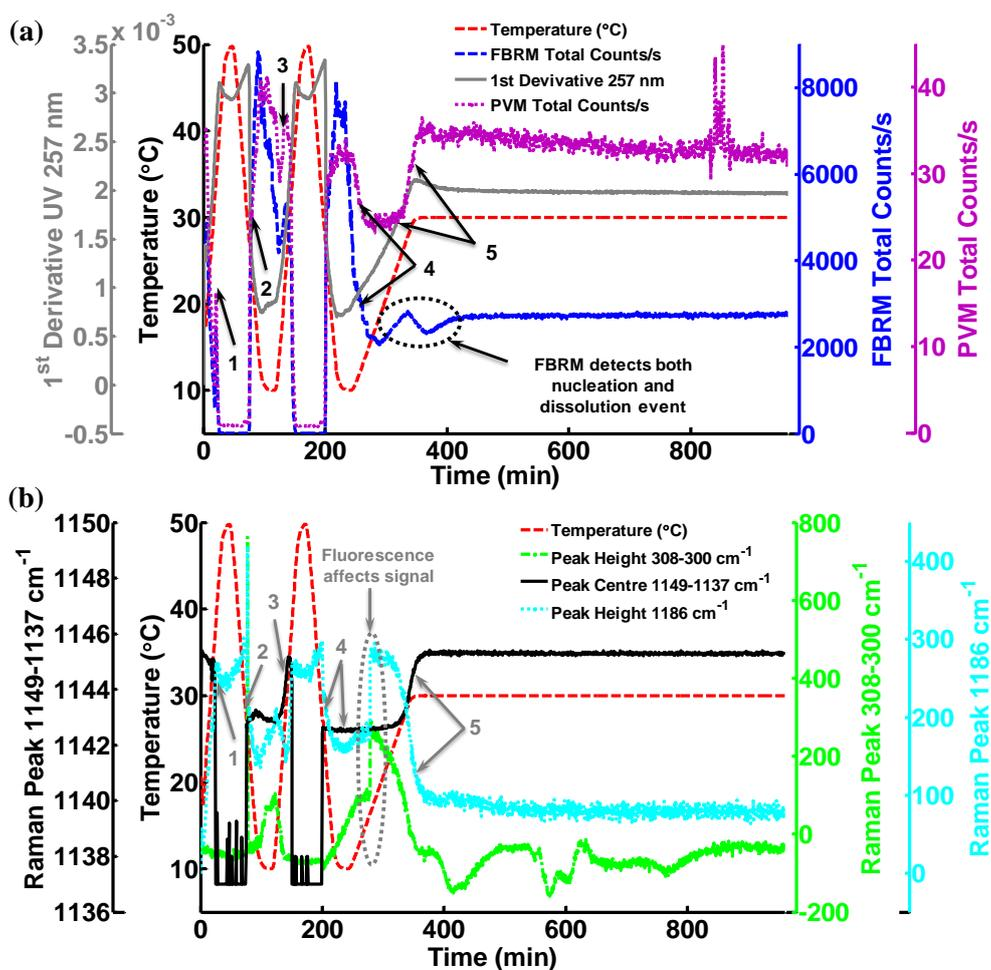 (a)
x 10-3
3.5
3
2.5
2
1.5
1
0.5
0
-0.5
1st Derivative UV 257 nm
50
40
30
20
10
Temperature (°C)
Temperature (°C)
FBRM Total Counts/s
1st Devivative 257 nm
PVM Total Counts/s
1
2
3
4
5
FBRM detects both
nucleation and
dissolution event
8000
6000
4000
2000
0
FBRM Total Counts/s
40
30
20
10
0
PVM Total Counts/s
0 200 400 600 800
Time (min)
(b)
1150
1148
1146
1144
1142
1140
1138
1136
Raman Peak 1149-1137 cm-1
50
40
30
20
10
Temperature (°C)
Fluorescence
affects signal
Temperature (°C)
Peak Height 308-300 cm-1
Peak Centre 1149-1137 cm-1
Peak Height 1186 cm-1
1
2
3
4
5
800
600
400
200
0
-200
Raman Peak 308-300 cm-1
400
300
200
100
0
Raman Peak 1186 cm-1
0 200 400 600 800
Time (min)